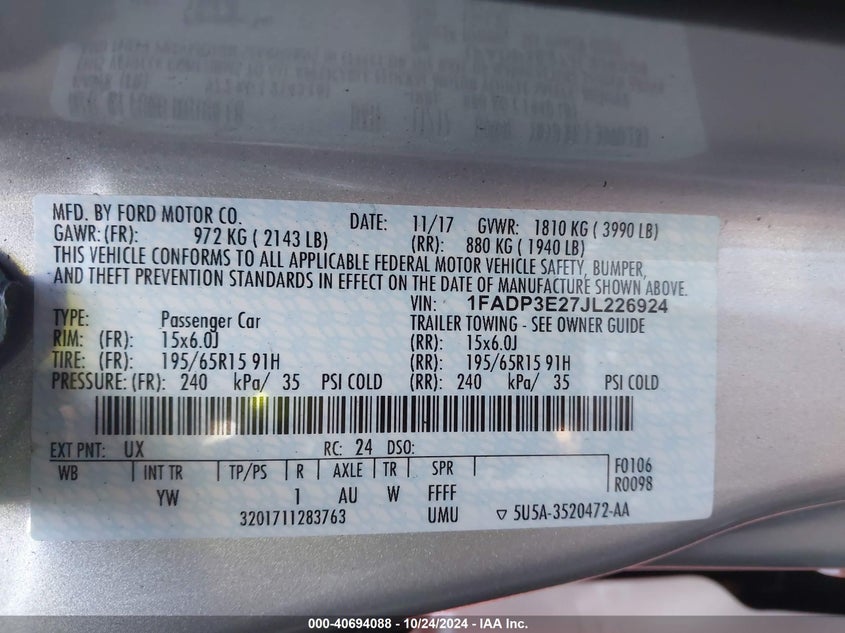 MFD. BY FORD MOTOR CO. DATE: 11/17 GVWR: 1810 KG ( 3990 LB)
GAWR: (FR): 972 KG ( 2143 LB) (RR): 880 KG ( 1940 LB)
THIS VEHICLE CONFORMS TO ALL APPLICABLE FEDERAL MOTOR VEHICLE SAFETY, BUMPER,
AND THEFT PREVENTION STANDARDS IN EFFECT ON THE DATE OF MANUFACTURE SHOWN ABOVE.
VIN: 1FADP3E27JL226924
TYPE: Passenger Car TRAILER TOWING - SEE OWNER GUIDE
RIM: (FR): 15x6.0J (RR): 15x6.0J
TIRE: (FR): 195/65R15 91H (RR): 195/65R15 91H
PRESSURE: (FR): 240 kPa/ 35 PSI COLD (RR): 240 kPa/ 35 PSI COLD
EXT PNT: UX RC: 24 DSO:
WB INT TR TP/PS R AXLE TR SPR F0106
YW 1 AU W FFFF R0098
3201711283763 UMU ▽ 5U5A-3520472-AA
000-40694088 - 10/24/2024 - IAA Inc.